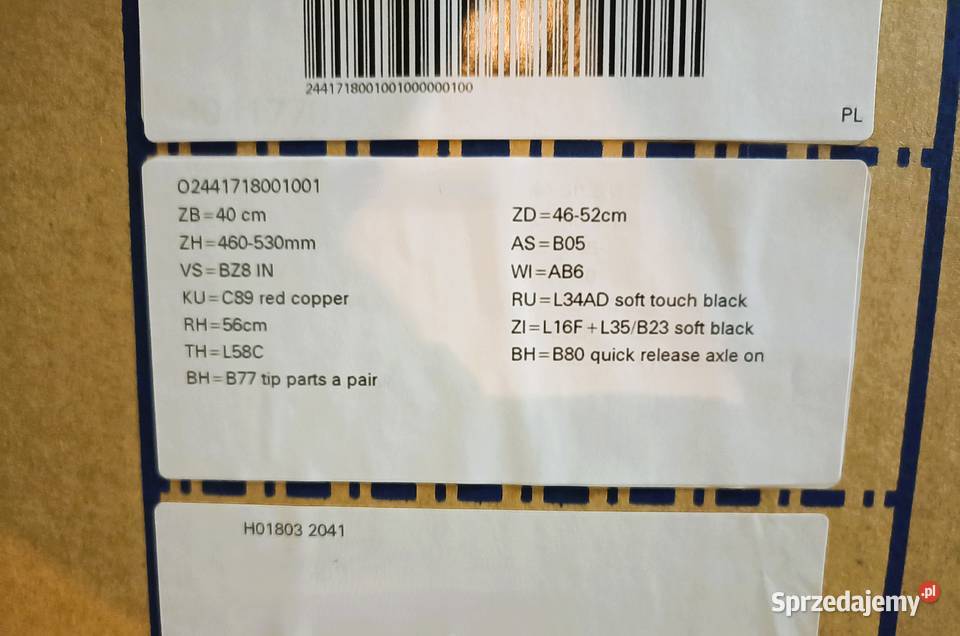 2441718001001000000100
PL
O2441718001001
ZB=40 cm
ZH=460-530mm
VS=BZ8 IN
KU=C89 red copper
RH=56cm
TH=L58C
BH=B77 tip parts a pair
ZD=46-52cm
AS=B05
WI=AB6
RU=L34AD soft touch black
ZI=L16F+L35/B23 soft black
BH=B80 quick release axle on
H01803 2041
Sprzedajemy.pl